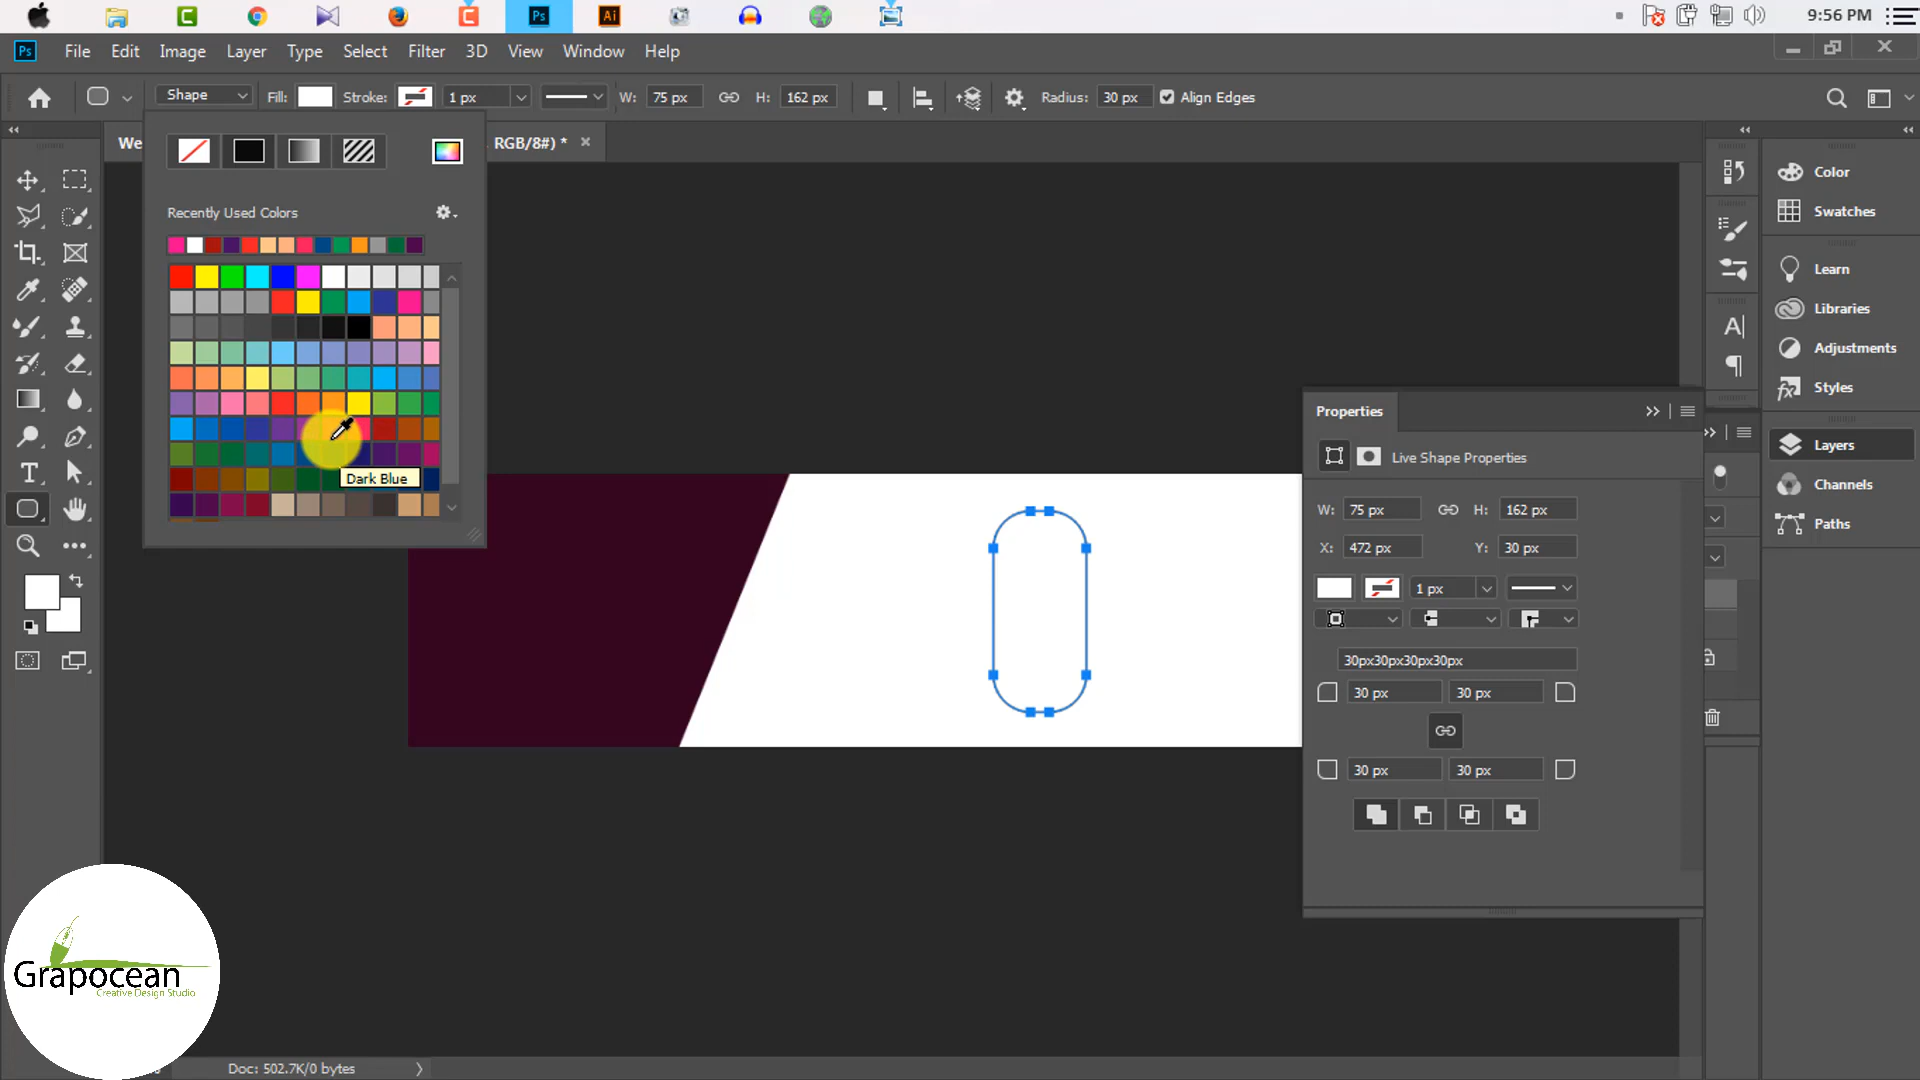 Ps
Ai
9:56 PM
Ps File Edit Image Layer Type Select Filter 3D View Window Help
Shape Fill: Stroke: 1 px W: 75 px H: 162 px Radius: 30 px Align Edges
We
RGB/8#) *
Recently Used Colors
Dark Blue
Color
Swatches
Learn
Libraries
Adjustments
Styles
Layers
Channels
Paths
Properties
Live Shape Properties
W: 75 px H: 162 px
X: 472 px Y: 30 px
1 px
30px30px30px30px
30 px 30 px
30 px 30 px
Grapocean
Creative Design Studio
Doc: 502.7K/0 bytes